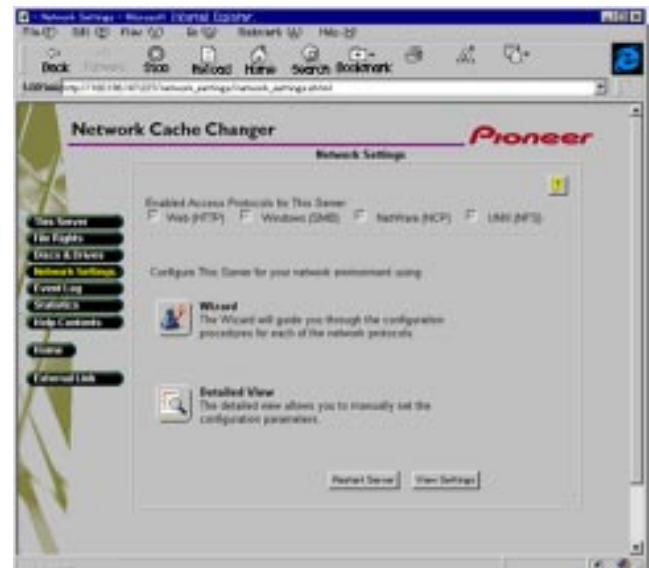 Network Settings - Microsoft Internet Explorer
Back Forward Stop Reload Home Search Bookmark
Network Cache Changer
Pioneer
Network Settings
?
Enabled Access Protocols for This Server
Web (HTTP) Windows (SMB) NetWare (NCP) UNIX (NFS)
This Server
File Rights
Discs & Drives
Network Settings
Event Log
Statistics
Help Contents
Home
External Link
Configure This Server for your network environment using:
Wizard
The Wizard will guide you through the configuration
procedures for each of the network protocols.
Detailed View
The detailed view allows you to manually set the
configuration parameters.
Restart Server View Settings